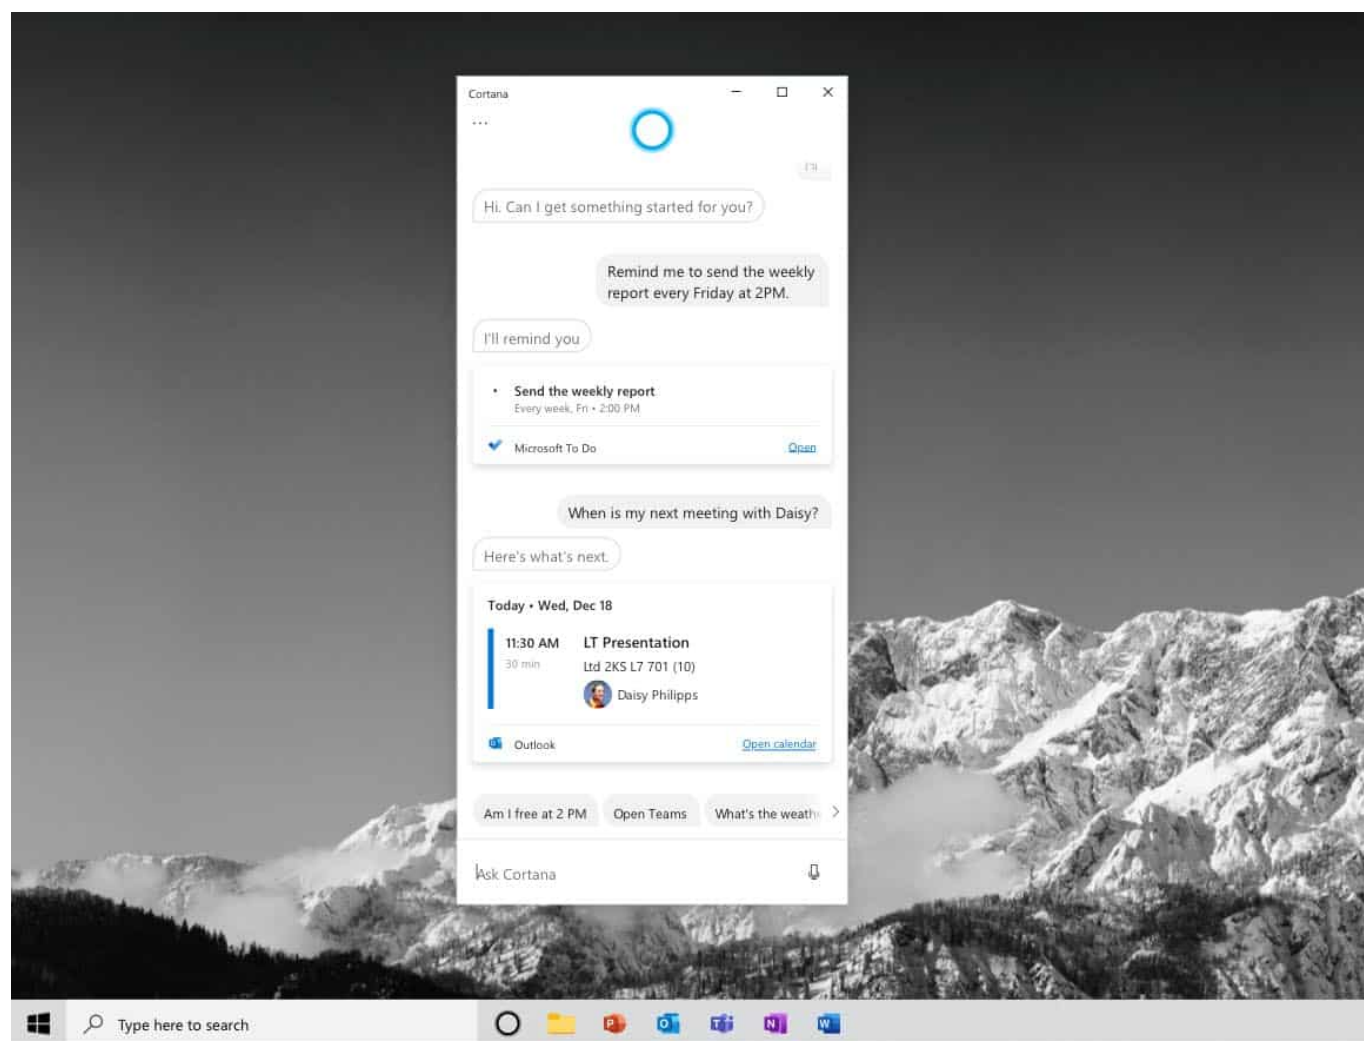 Cortana
...
Hi. Can I get something started for you?
Remind me to send the weekly
report every Friday at 2PM.
I'll remind you
Send the weekly report
Every week, Fri • 2:00 PM
Microsoft To Do
Open
When is my next meeting with Daisy?
Here's what's next.
Today • Wed, Dec 18
11:30 AM LT Presentation
30 min Ltd 2KS L7 701 (10)
Daisy Philipps
Outlook
Open calendar
Am I free at 2 PM
Open Teams
What's the weath
Ask Cortana
Type here to search